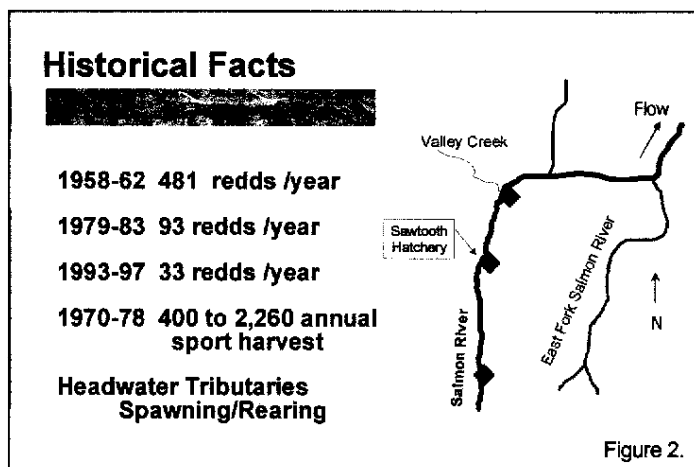 Historical Facts
1958-62 481 redds /year
1979-83 93 redds /year
1993-97 33 redds /year
1970-78 400 to 2,260 annual
sport harvest
Headwater Tributaries
Spawning/Rearing
Flow
Valley Creek
Sawtooth
Hatchery
Salmon River
East Fork Salmon River
N
Figure 2.